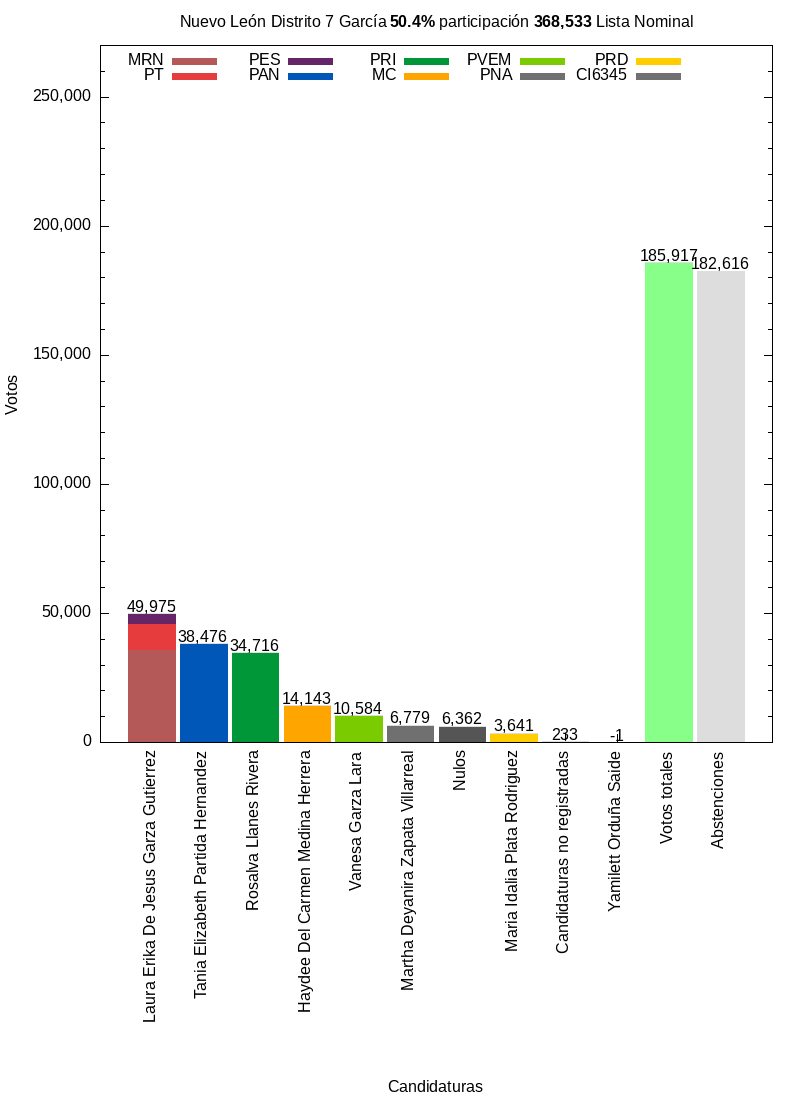 Nuevo León Distrito 7 García 50.4% participación 368,533 Lista Nominal
MRN PES PRI PVEM PRD
PT PAN MC PNA CI6345
250,000
200,000
150,000
100,000
50,000
0
Votos
49,975
38,476
34,716
14,143
10,584
6,779
6,362
3,641
233
-1
185,917
182,616
Laura Erika De Jesus Garza Gutierrez
Tania Elizabeth Partida Hernandez
Rosalva Llanes Rivera
Haydee Del Carmen Medina Herrera
Vanesa Garza Lara
Martha Deyanira Zapata Villarreal
Nulos
Maria Idalia Plata Rodriguez
Candidaturas no registradas
Yamilett Orduña Saide
Votos totales
Abstenciones
Candidaturas